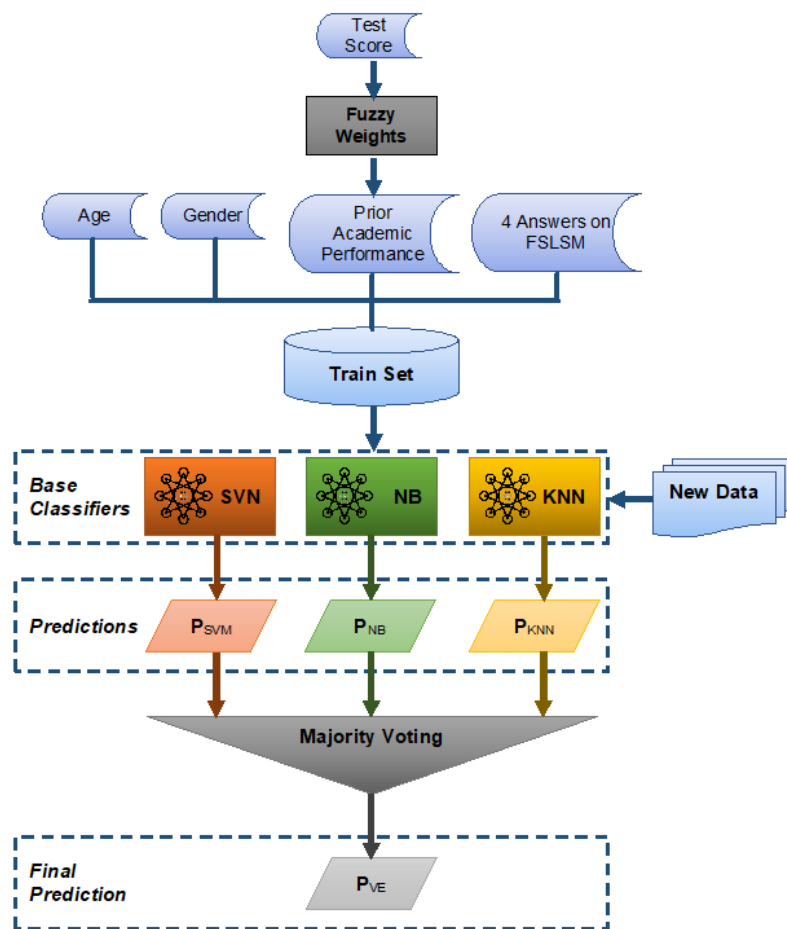 Test
Score
Fuzzy
Weights
Age
Gender
Prior
Academic
Performance
4 Answers on
FSLSM
Train Set
Base
Classifiers
SVN
NB
KNN
New Data
Predictions
PSVM
PNB
PKNN
Majority Voting
Final
Prediction
PVE